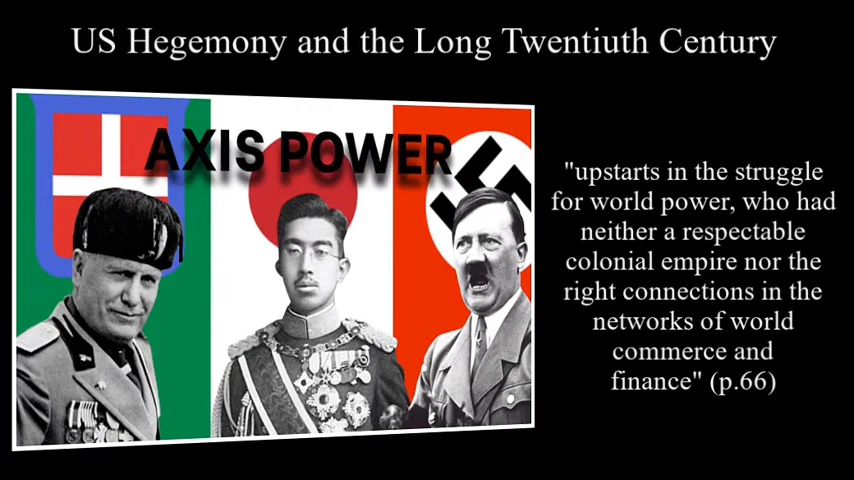 US Hegemony and the Long Twentiuth Century
AXIS POWER
"upstarts in the struggle
for world power, who had
neither a respectable
colonial empire nor the
right connections in the
networks of world
commerce and
finance" (p.66)